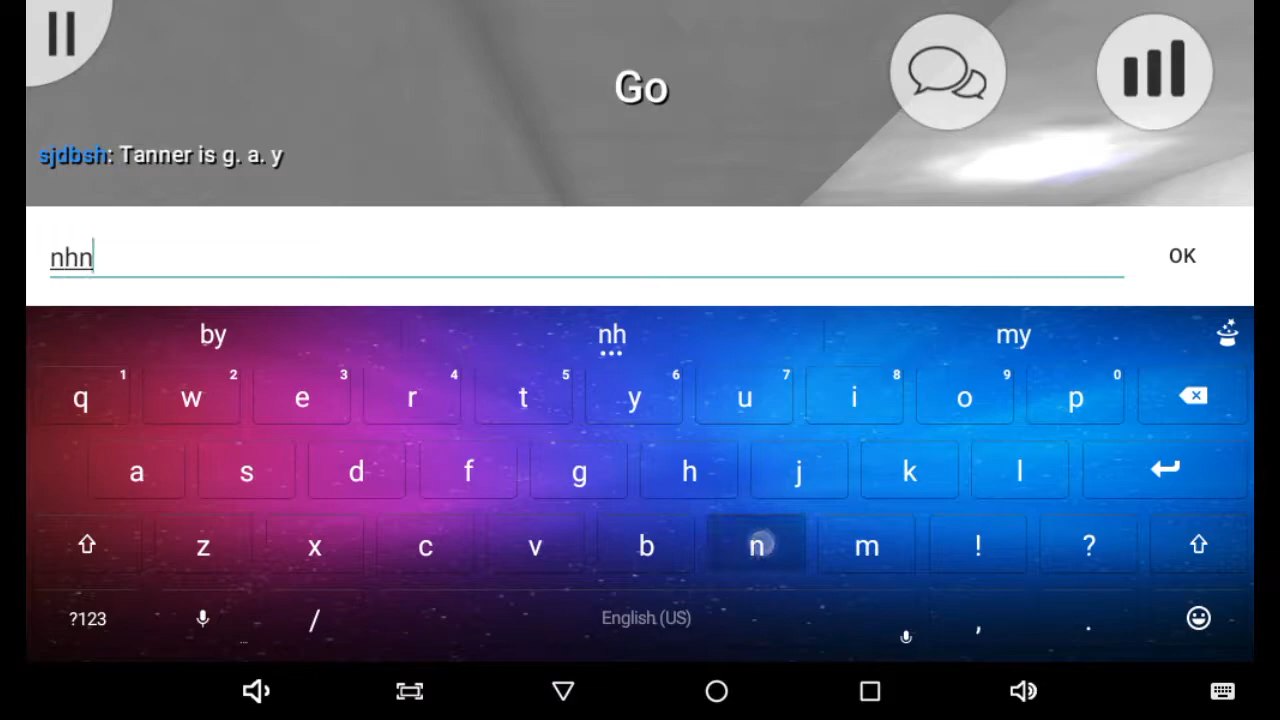 Go
sjdbsh: Tanner is g. a. y
nhn
OK
by nh my
1 2 3 4 5 6 7 8 9 0
q w e r t y u i o p
a s d f g h j k l
z x c v b n m ! ?
?123 / English (US) , .